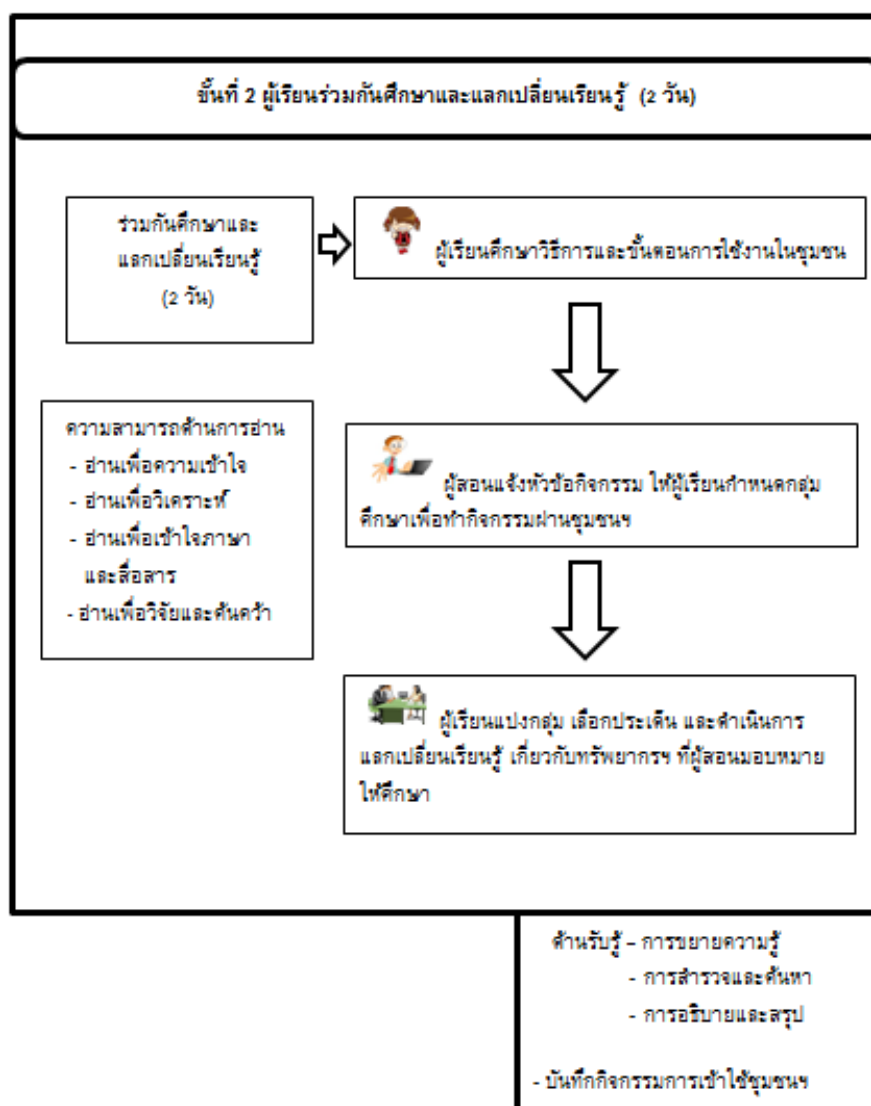 ขั้นที่ 2 ผู้เรียนร่วมกันศึกษาและแลกเปลี่ยนเรียนรู้ (2 วัน)
ร่วมกันศึกษาและ
แลกเปลี่ยนเรียนรู้
(2 วัน)
ผู้เรียนศึกษาวิธีการและขั้นตอนการใช้งานในชุมชน
ความสามารถด้านการอ่าน
- อ่านเพื่อความเข้าใจ
- อ่านเพื่อวิเคราะห์
- อ่านเพื่อเข้าใจภาษา
และสื่อสาร
- อ่านเพื่อวิจัยและค้นคว้า
ผู้สอนแจ้งหัวข้อกิจกรรม ให้ผู้เรียนกำหนดกลุ่ม
ศึกษาเพื่อทำกิจกรรมผ่านชุมชนฯ
ผู้เรียนแบ่งกลุ่ม เลือกประเด็น และดำเนินการ
แลกเปลี่ยนเรียนรู้ เกี่ยวกับทรัพยากรฯ ที่ผู้สอนมอบหมาย
ให้ศึกษา
ด้านรับรู้ – การขยายความรู้
- การสำรวจและค้นหา
- การอธิบายและสรุป
- บันทึกกิจกรรมการเข้าใช้ชุมชนฯ